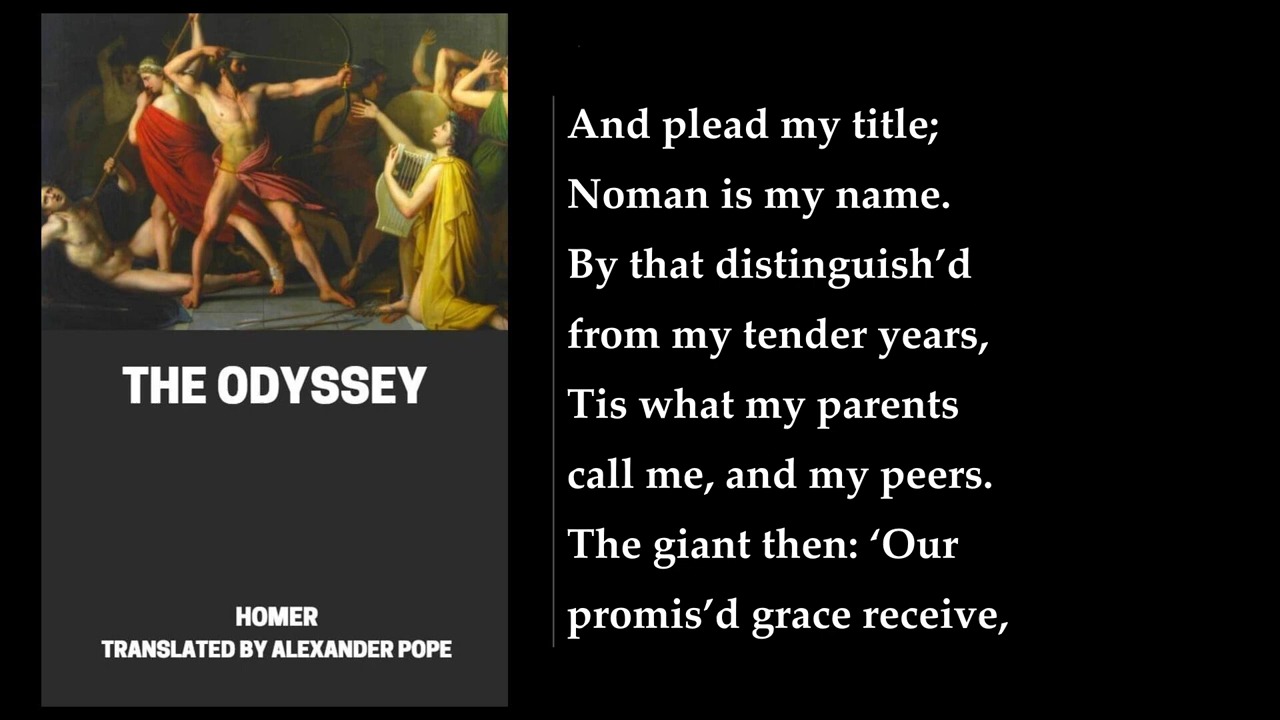 THE ODYSSEY
HOMER
TRANSLATED BY ALEXANDER POPE
And plead my title;
Noman is my name.
By that distinguish’d
from my tender years,
Tis what my parents
call me, and my peers.
The giant then: ‘Our
promis’d grace receive,